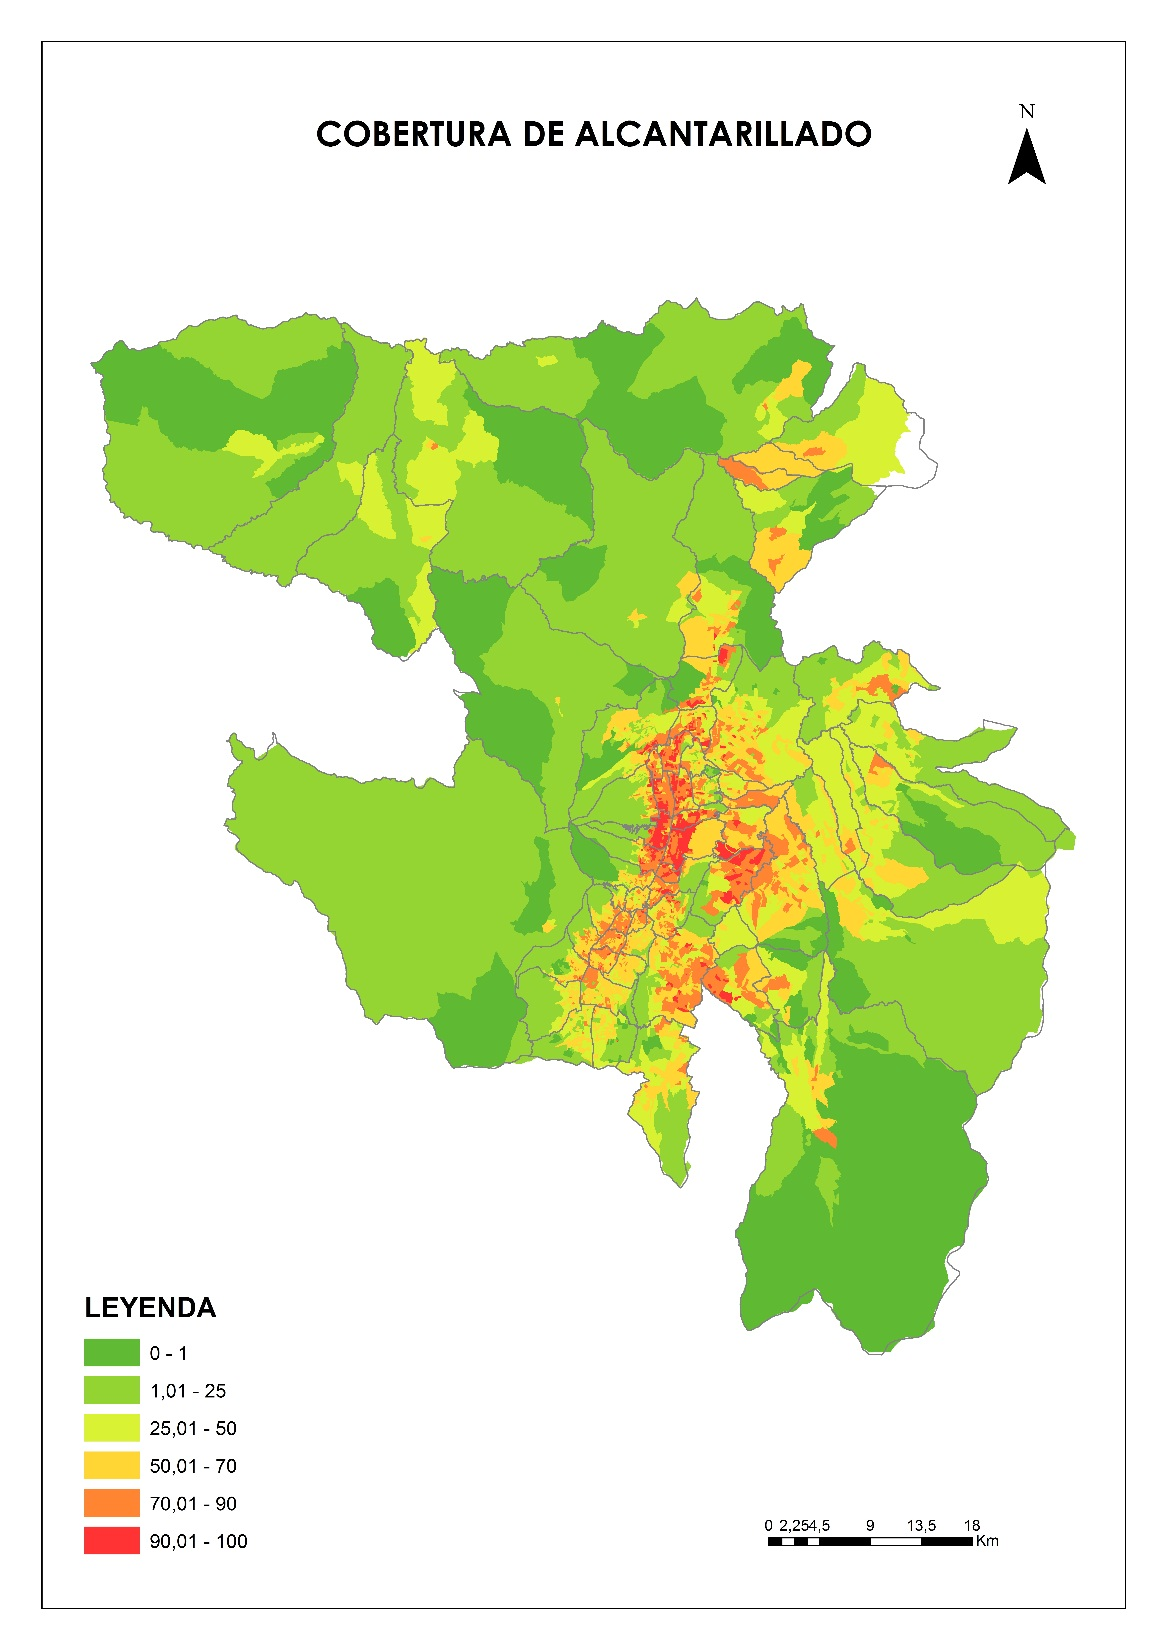 N
COBERTURA DE ALCANTARILLADO
LEYENDA
0 - 1
1,01 - 25
25,01 - 50
50,01 - 70
70,01 - 90
90,01 - 100
0 2,254,5 9 13,5 18
Km